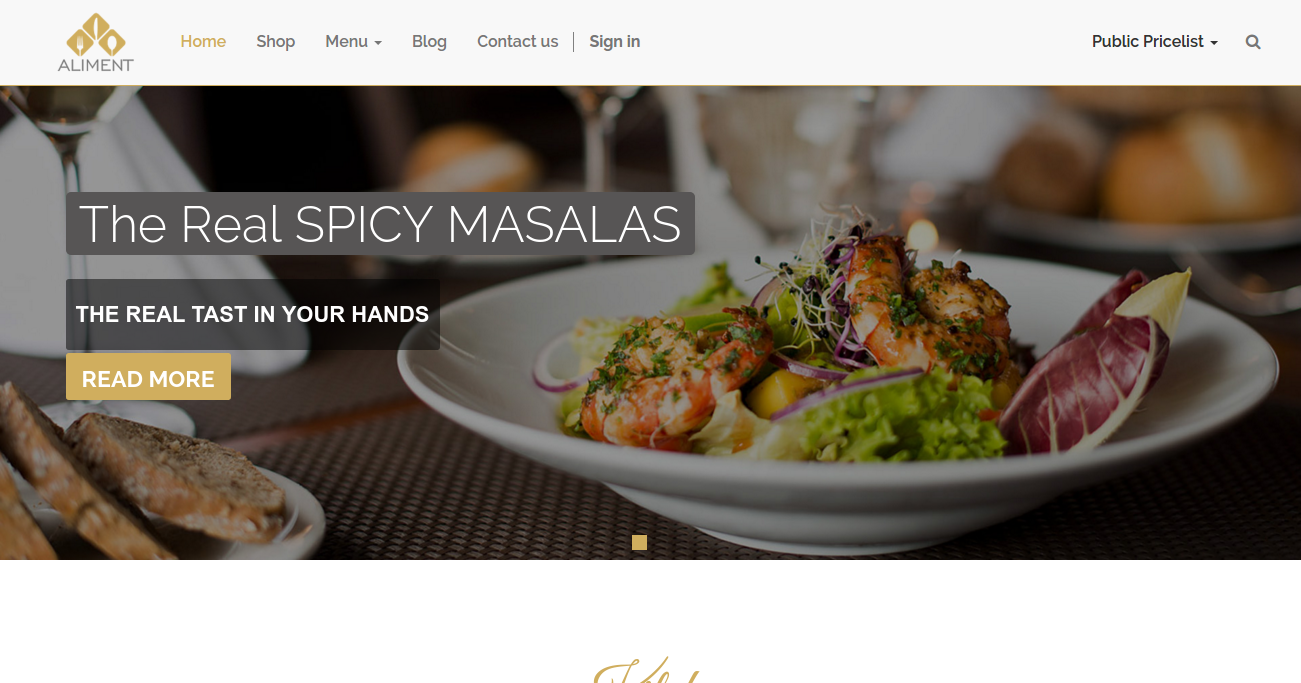 ALIMENT
Home Shop Menu Blog Contact us Sign in Public Pricelist
The Real SPICY MASALAS
THE REAL TAST IN YOUR HANDS
READ MORE